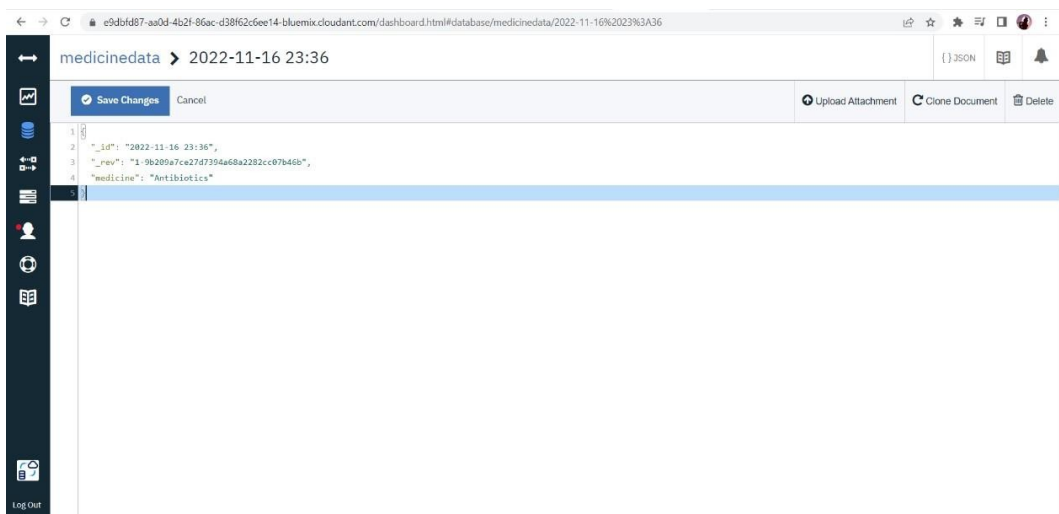 e9dbfd87-aa0d-4b2f-86ac-d38f62c6ee14-bluemix.cloudant.com/dashboard.html#database/medicinedata/2022-11-16%2023%3A36
medicinedata > 2022-11-16 23:36
{ } JSON
Save Changes Cancel
Upload Attachment Clone Document Delete
1 {
2 "_id": "2022-11-16 23:36",
3 "_rev": "1-9b209a7ce27d7394a68a2282cc07b46b",
4 "medicine": "Antibiotics"
5 }
Log Out